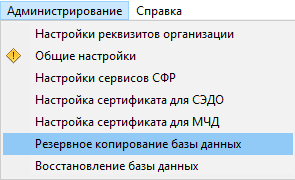 Администрирование Справка
Настройки реквизитов организации
Общие настройки
Настройки сервисов СФР
Настройка сертификата для СЭДО
Настройка сертификата для МЧД
Резервное копирование базы данных
Восстановление базы данных